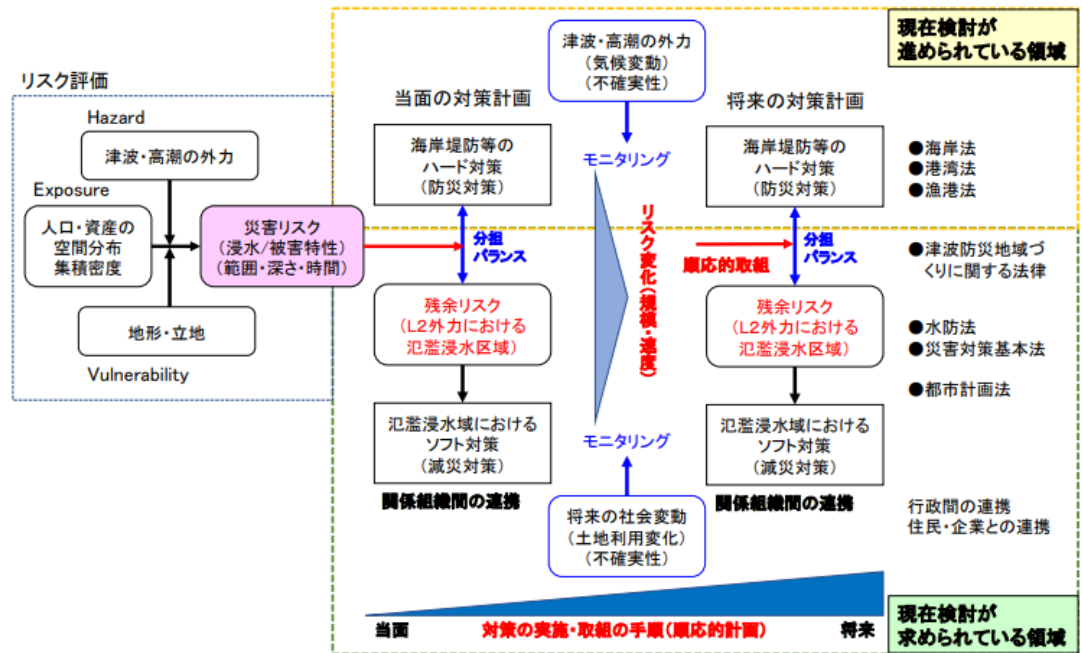 現在検討が
進められている領域
リスク評価
Hazard
津波・高潮の外力
Exposure
人口・資産の
空間分布
集積密度
災害リスク
(浸水/被害特性)
(範囲・深さ・時間)
地形・立地
Vulnerability
当面の対策計画
海岸堤防等の
ハード対策
(防災対策)
分担
バランス
残余リスク
(L2外力における
氾濫浸水区域)
氾濫浸水域における
ソフト対策
(減災対策)
関係組織間の連携
津波・高潮の外力
(気候変動)
(不確実性)
モニタリング
リスク変化(規模・速度)
モニタリング
将来の社会変動
(土地利用変化)
(不確実性)
将来の対策計画
海岸堤防等の
ハード対策
(防災対策)
順応的取組
分担
バランス
残余リスク
(L2外力における
氾濫浸水区域)
氾濫浸水域における
ソフト対策
(減災対策)
関係組織間の連携
●海岸法
●港湾法
●漁港法
●津波防災地域づ
くりに関する法律
●水防法
●災害対策基本法
●都市計画法
行政間の連携
住民・企業との連携
当面
対策の実施・取組の手順(順応的計画)
将来
現在検討が
求められている領域